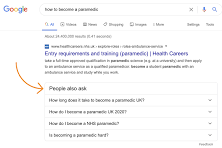 Google
how to become a paramedic
All
Videos
News
Shopping
Images
More
Tools
About 24,400,000 results (0.41 seconds)
www.healthcareers.nhs.uk › explore-roles › roles-ambulance-service
Entry requirements and training (paramedic) | Health Careers
take a full-time approved qualification in paramedic science (e.g. at a university) and then apply
to an ambulance service as a qualified paramedic. become a student paramedic with
an ambulance service and study while you work.
People also ask
How long does it take to become a paramedic UK?
How do I become a paramedic UK 2020?
How do I become a NHS paramedic?
Is becoming a paramedic hard?